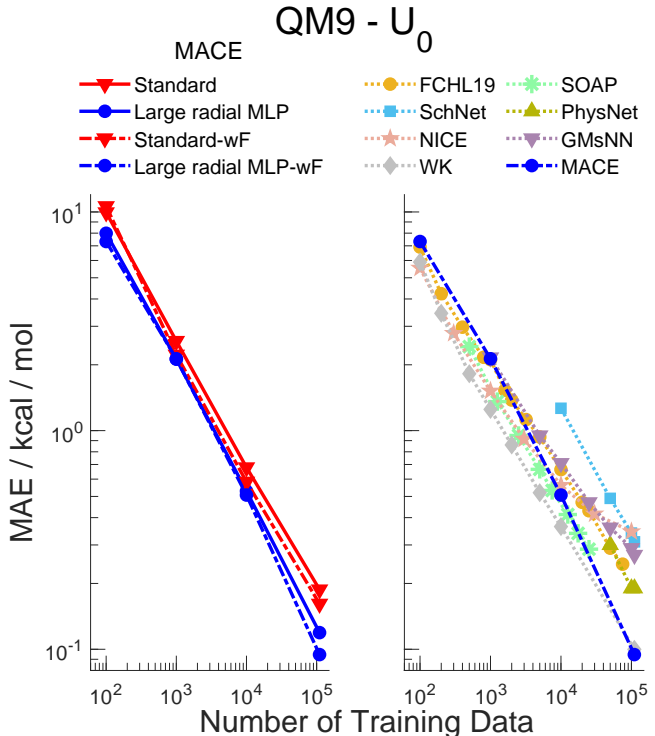 QM9 - U0
MACE
Standard
Large radial MLP
Standard-wF
Large radial MLP-wF
FCHL19
SchNet
NICE
WK
SOAP
PhysNet
GMsNN
MACE
MAE / kcal / mol
10^1
10^0
10^-1
10^2 10^3 10^4 10^5
10^2 10^3 10^4 10^5
Number of Training Data